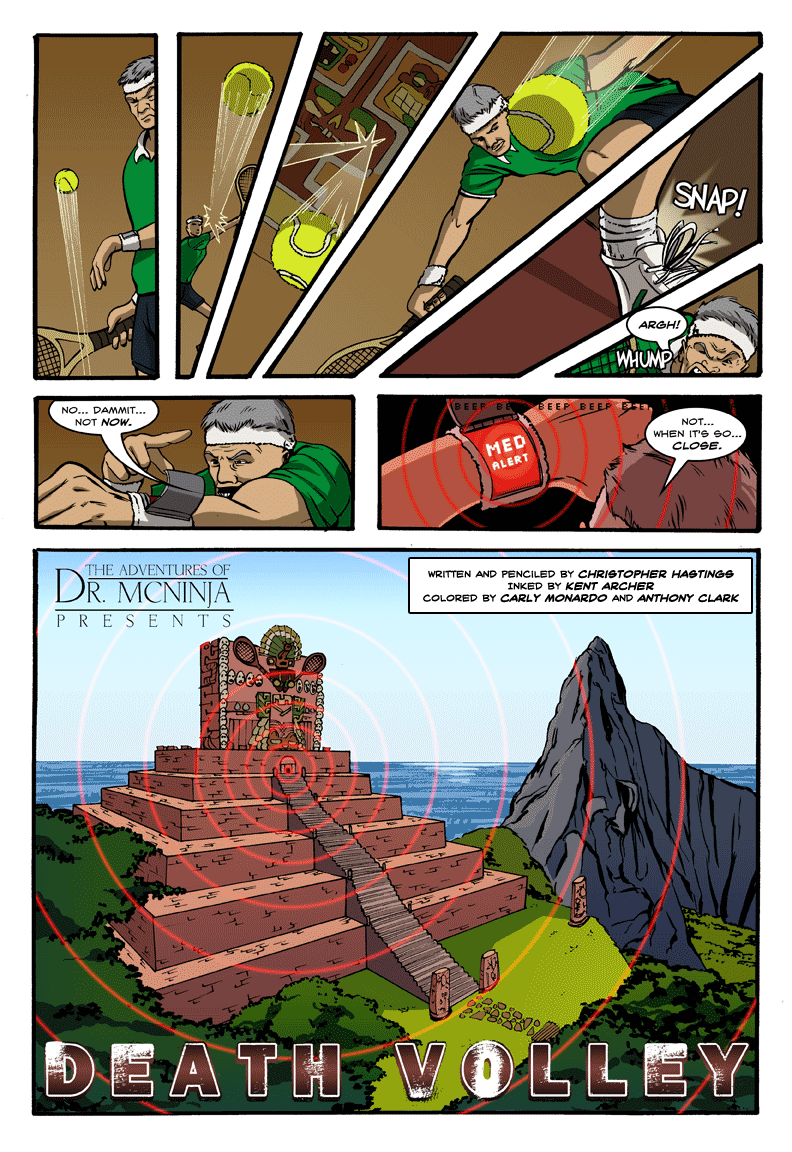 SNAP!
ARGH!
WHUMP
NO... DAMMIT...
NOT NOW.
BEEP BEEP BEEP BEEP BEEP
MED
ALERT
NOT...
WHEN IT'S SO...
CLOSE.
THE ADVENTURES OF
DR. MCNINJA
PRESENTS
WRITTEN AND PENCILED BY CHRISTOPHER HASTINGS
INKED BY KENT ARCHER
COLORED BY CARLY MONARDO AND ANTHONY CLARK
DEATH VOLLEY